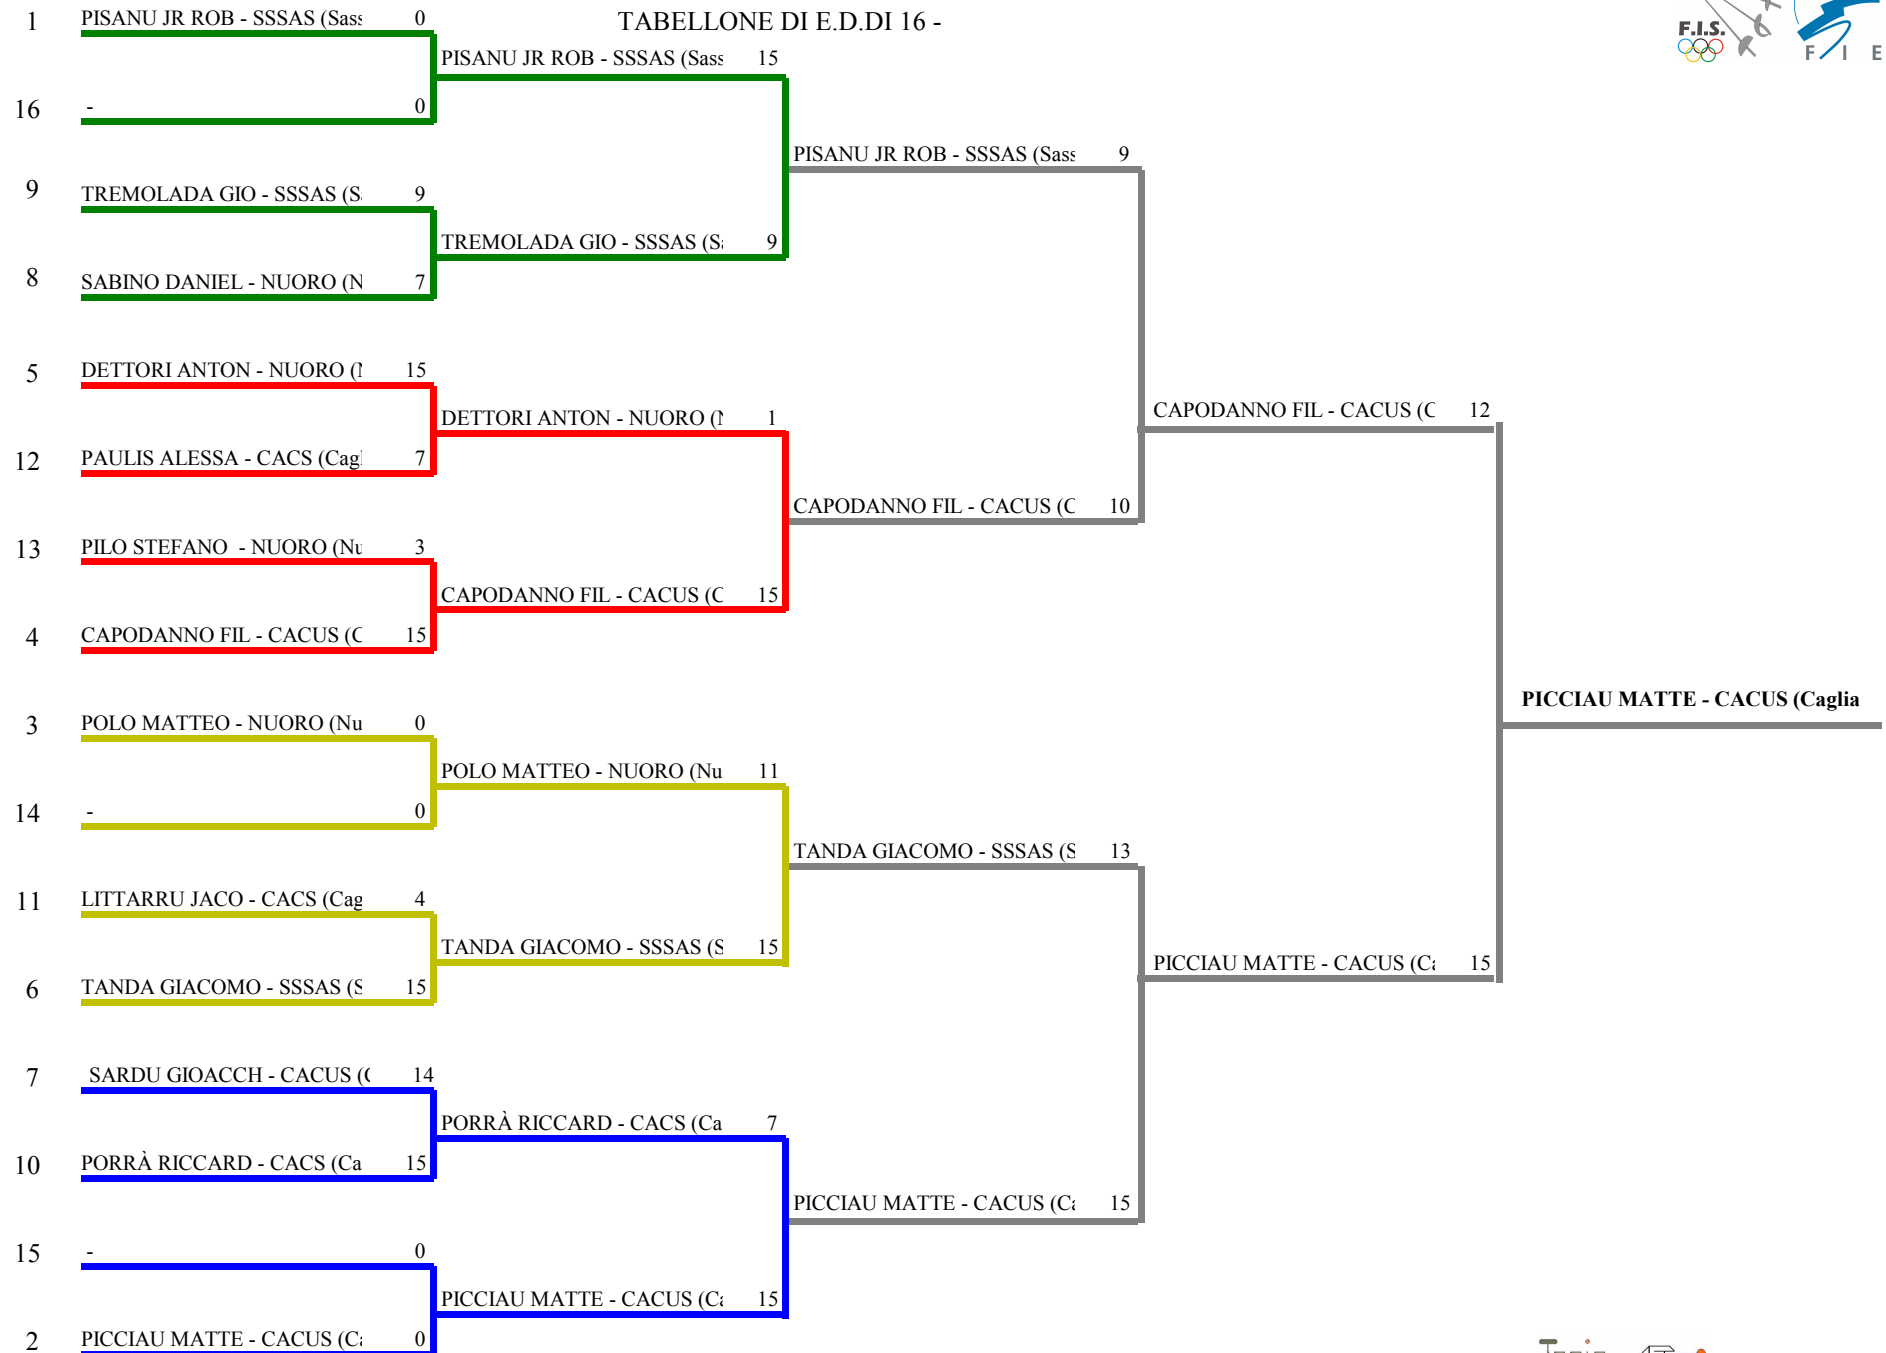 TABELLONE DI E.D.DI 16 -
F.I.S.
F I E
1 PISANU JR ROB - SSSAS (Sass 0
PISANU JR ROB - SSSAS (Sass 15
16 - 0
PISANU JR ROB - SSSAS (Sass 9
9 TREMOLADA GIO - SSSAS (S 9
TREMOLADA GIO - SSSAS (Sa 9
8 SABINO DANIEL - NUORO (N 7
5 DETTORI ANTON - NUORO (N 15
DETTORI ANTON - NUORO (N 1
CAPODANNO FIL - CACUS (C 12
12 PAULIS ALESSA - CACS (Cagl 7
CAPODANNO FIL - CACUS (C 10
13 PILO STEFANO - NUORO (Nu 3
CAPODANNO FIL - CACUS (C 15
4 CAPODANNO FIL - CACUS (C 15
PICCIAU MATTE - CACUS (Caglia
3 POLO MATTEO - NUORO (Nu 0
POLO MATTEO - NUORO (Nu 11
14 - 0
TANDA GIACOMO - SSSAS (S 13
11 LITTARRU JACO - CACS (Cag 4
TANDA GIACOMO - SSSAS (S 15
PICCIAU MATTE - CACUS (Ca 15
6 TANDA GIACOMO - SSSAS (S 15
7 SARDU GIOACCH - CACUS (C 14
PORRÀ RICCARD - CACS (Ca 7
10 PORRÀ RICCARD - CACS (Ca 15
PICCIAU MATTE - CACUS (Ca 15
15 - 0
PICCIAU MATTE - CACUS (Ca 15
2 PICCIAU MATTE - CACUS (Ca 0